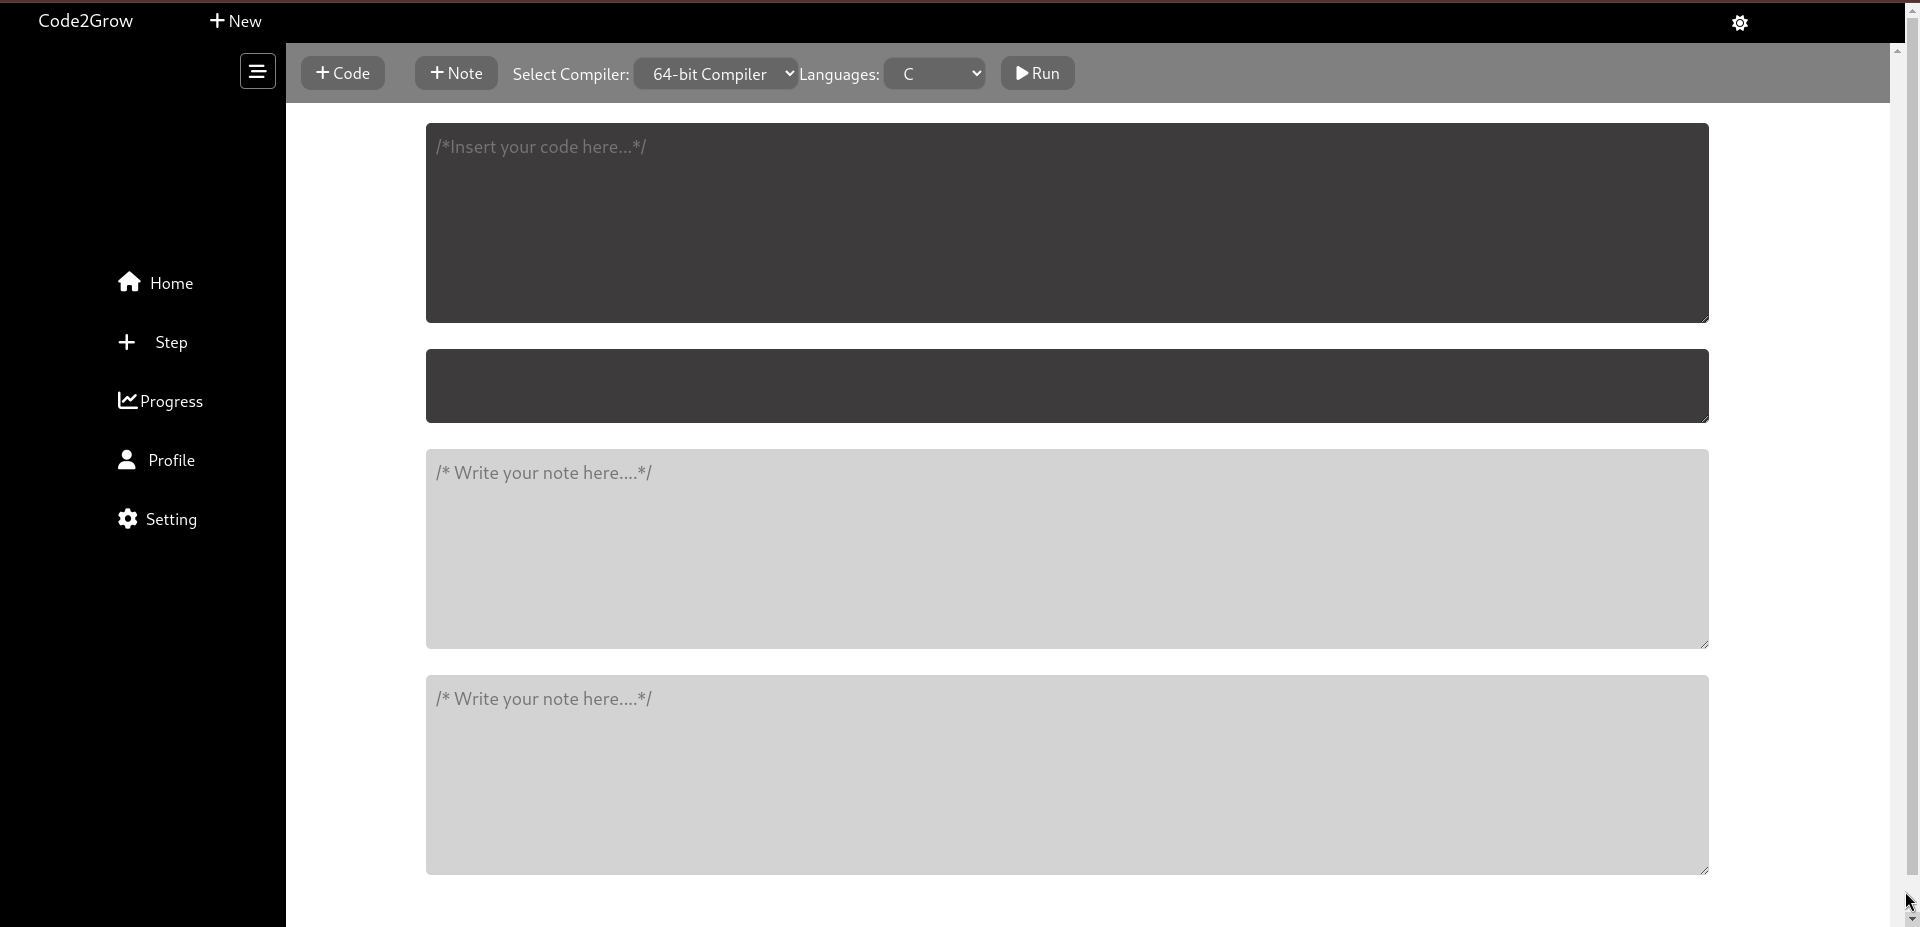 Code2Grow New
Code Note Select Compiler: 64-bit Compiler Languages: C Run
/*Insert your code here...*/
Home
Step
Progress
Profile
Setting
/* Write your note here....*/
/* Write your note here....*/